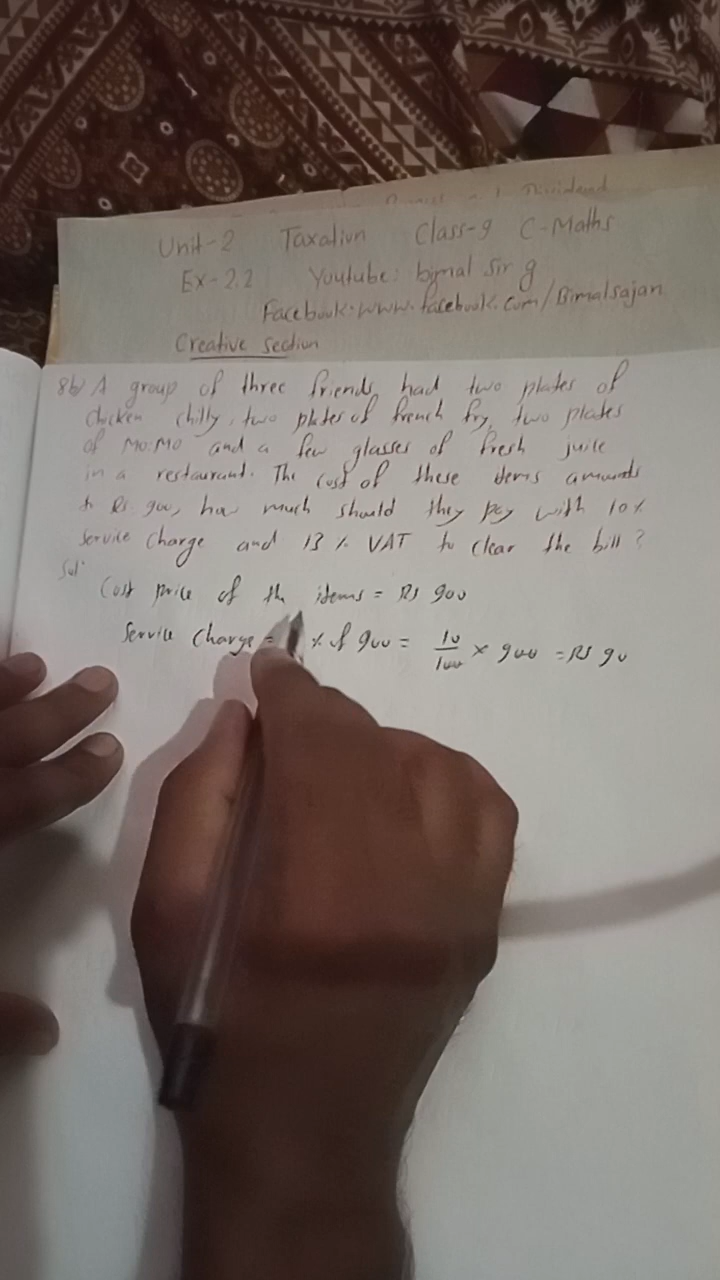 Dividend
Unit-2 Taxation Class-9 C-Maths
Ex-2.2 Youtube: bimal sir g
Facebook:www.facebook.com/Bimalsajan
Creative section
8b) A group of three friends had two plates of
chicken chilly, two plates of french fry, two plates
of MO:MO and a few glasses of fresh juice
in a restaurant. The cost of these items amounts
to Rs. 900, how much should they pay with 10%
service charge and 13% VAT to clear the bill?
Solⁿ
Cost price of the items = Rs 900
Service charge = % of 900 = 10/100 × 900 = Rs 90